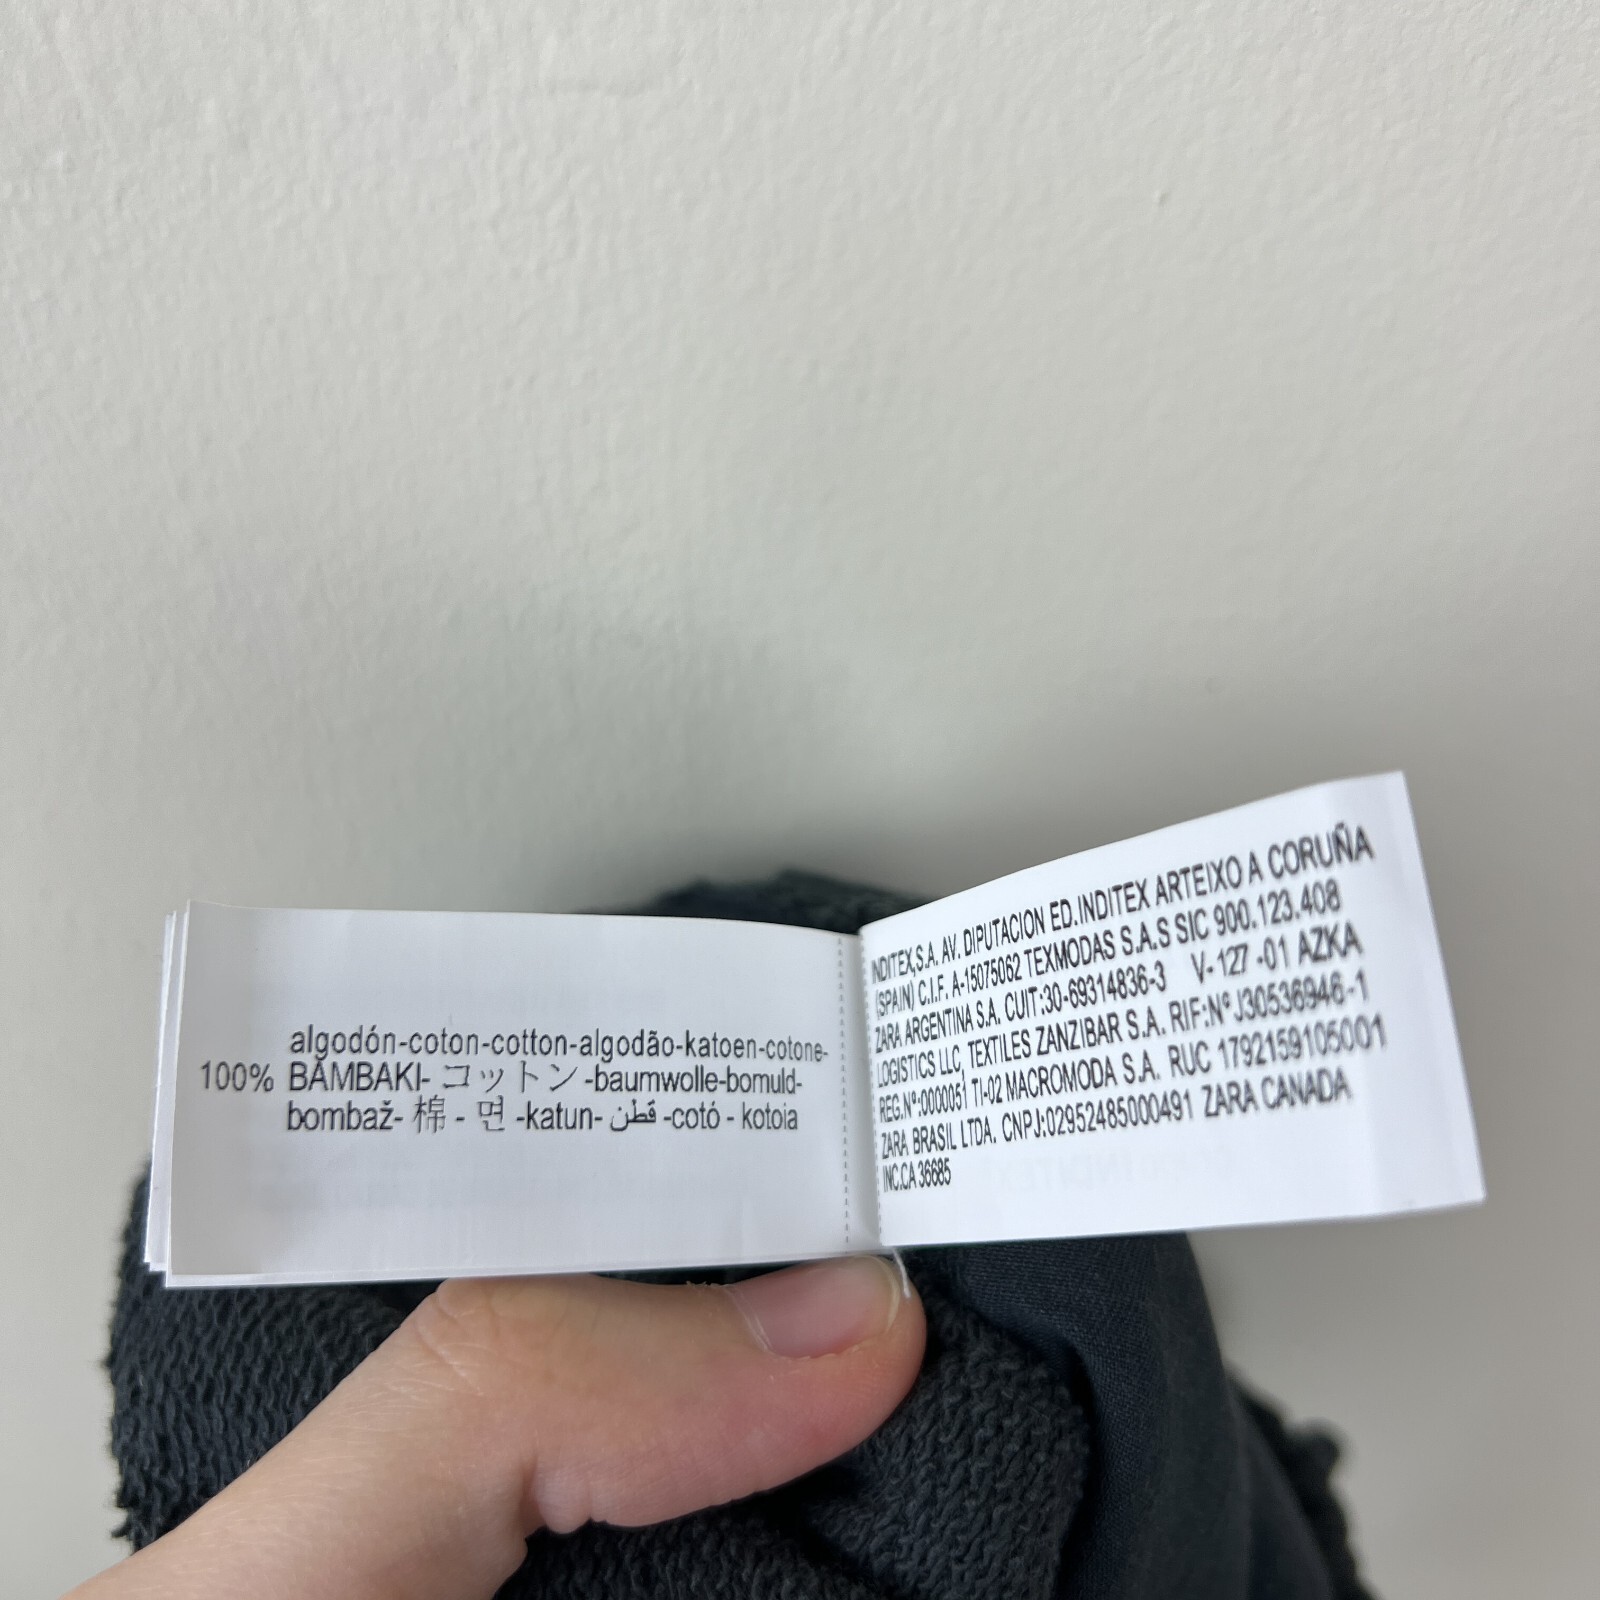 algodón-coton-cotton-algodão-katoen-cotone-
100% BAMBAKI- コットン -baumwolle-bomuld-
bombaž- 棉 - 면 -katun- قطن -cotó - kotoia
INDITEX,S.A. AV. DIPUTACION ED.INDITEX ARTEIXO A CORUÑA
(SPAIN) C.I.F. A-15075062 TEXMODAS S.A.S SIC 900.123.408
ZARA ARGENTINA S.A. CUIT:30-69314836-3 V-127 -01 AZKA
LOGISTICS LLC, TEXTILES ZANZIBAR S.A. RIF:Nº J30536946-1
REG.Nº:0000051 TI-02 MACROMODA S.A. RUC 1792159105001
ZARA BRASIL LTDA. CNPJ:02952485000491 ZARA CANADA
INC.CA 36685